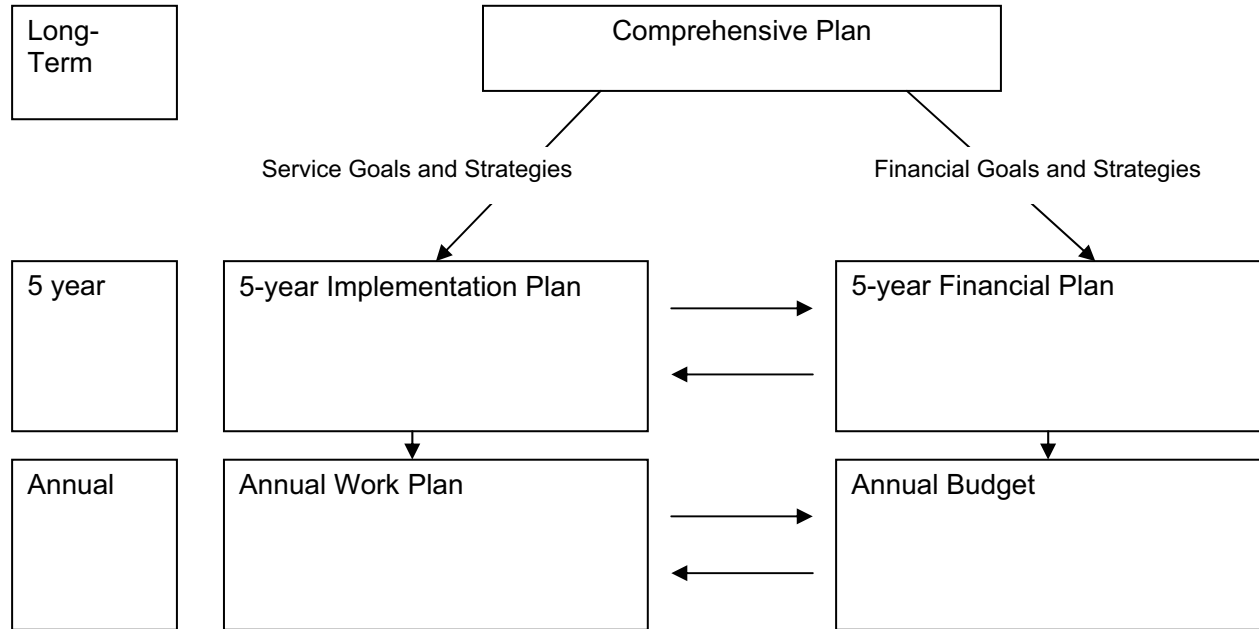 Long-
Term
Comprehensive Plan
Service Goals and Strategies
Financial Goals and Strategies
5 year
5-year Implementation Plan
5-year Financial Plan
Annual
Annual Work Plan
Annual Budget